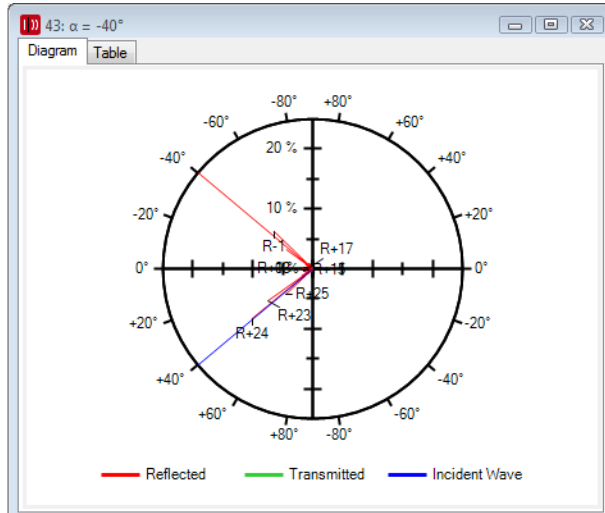 43: α = -40°
Diagram Table
-80° +80°
-60° +60°
20 %
-40° +40°
10 %
-20° +20°
R-1 R+17
0° R+15 0°
R+25
+20° R+23 -20°
R+24
+40° -40°
+60° -60°
+80° -80°
Reflected Transmitted Incident Wave